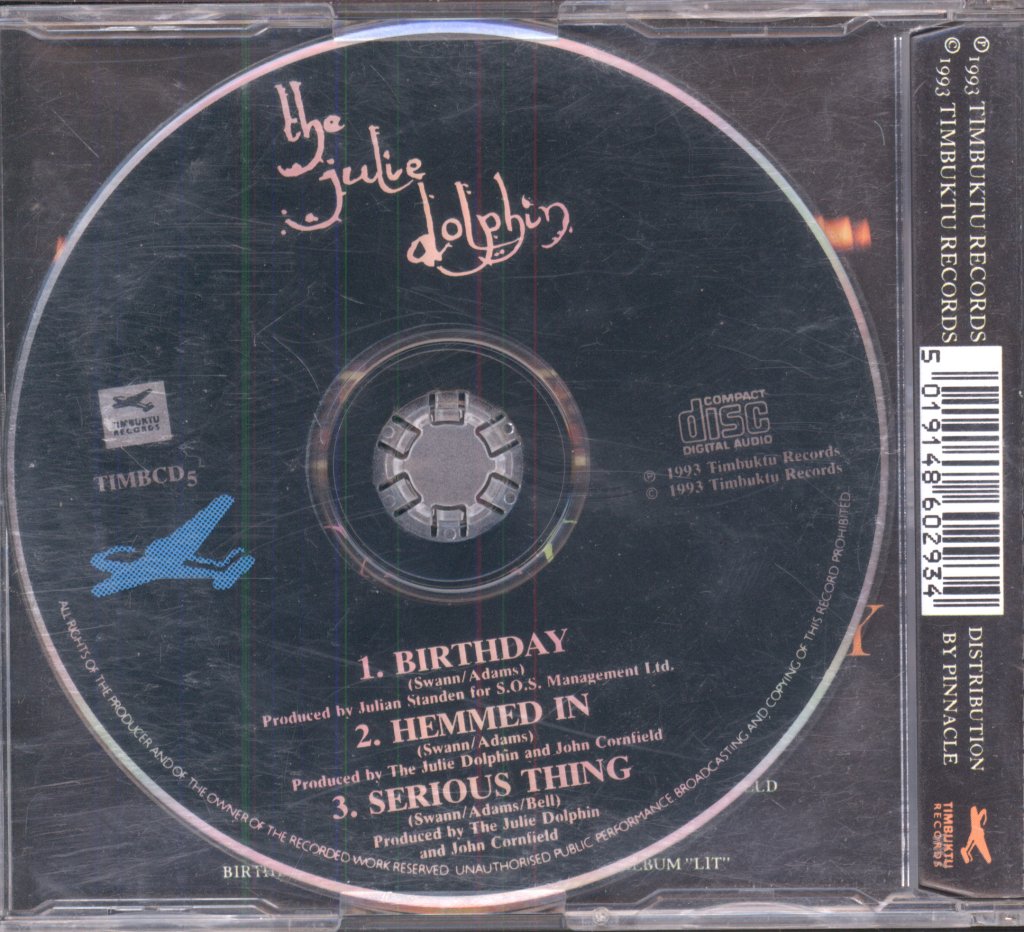 the
julie
dolphin
TIMBUKTU
RECORDS
TIMBCD 5
COMPACT
disc
DIGITAL AUDIO
℗ 1993 Timbuktu Records
© 1993 Timbuktu Records
1. BIRTHDAY
(Swann/Adams)
Produced by Julian Standen for S.O.S. Management Ltd.
2. HEMMED IN
(Swann/Adams)
Produced by The Julie Dolphin and John Cornfield
3. SERIOUS THING
(Swann/Adams/Bell)
Produced by The Julie Dolphin
and John Cornfield
ALL RIGHTS OF THE PRODUCER AND OF THE OWNER OF THE RECORDED WORK RESERVED. UNAUTHORISED PUBLIC PERFORMANCE BROADCASTING AND COPYING OF THIS RECORD PROHIBITED.
"LIT"
℗ 1993 TIMBUKTU RECORDS
© 1993 TIMBUKTU RECORDS
5 019148 602934
DISTRIBUTION
BY PINNACLE
TIMBUKTU
RECORDS